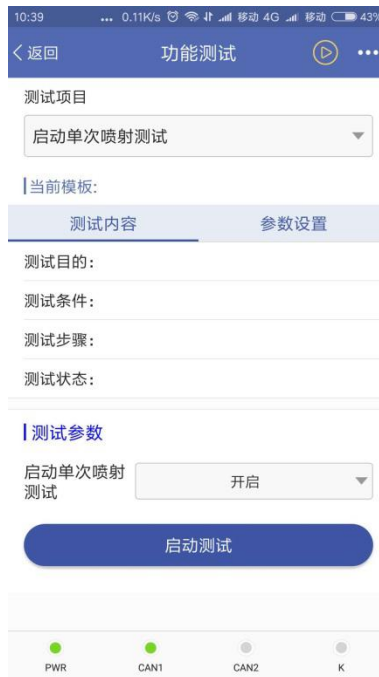 10:39 ... 0.11K/s 移动 4G 移动 43%
返回 功能测试
测试项目
启动单次喷射测试
当前模板:
测试内容 参数设置
测试目的:
测试条件:
测试步骤:
测试状态:
测试参数
启动单次喷射
测试
开启
启动测试
PWR CAN1 CAN2 K